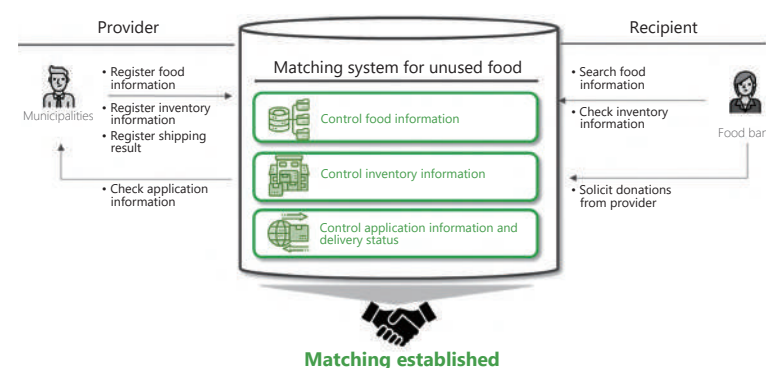 Provider
Municipalities
• Register food
information
• Register inventory
information
• Register shipping
result
• Check application
information
Matching system for unused food
Control food information
Control inventory information
Control application information and
delivery status
Recipient
• Search food
information
• Check inventory
information
Food ban
• Solicit donations
from provider
Matching established